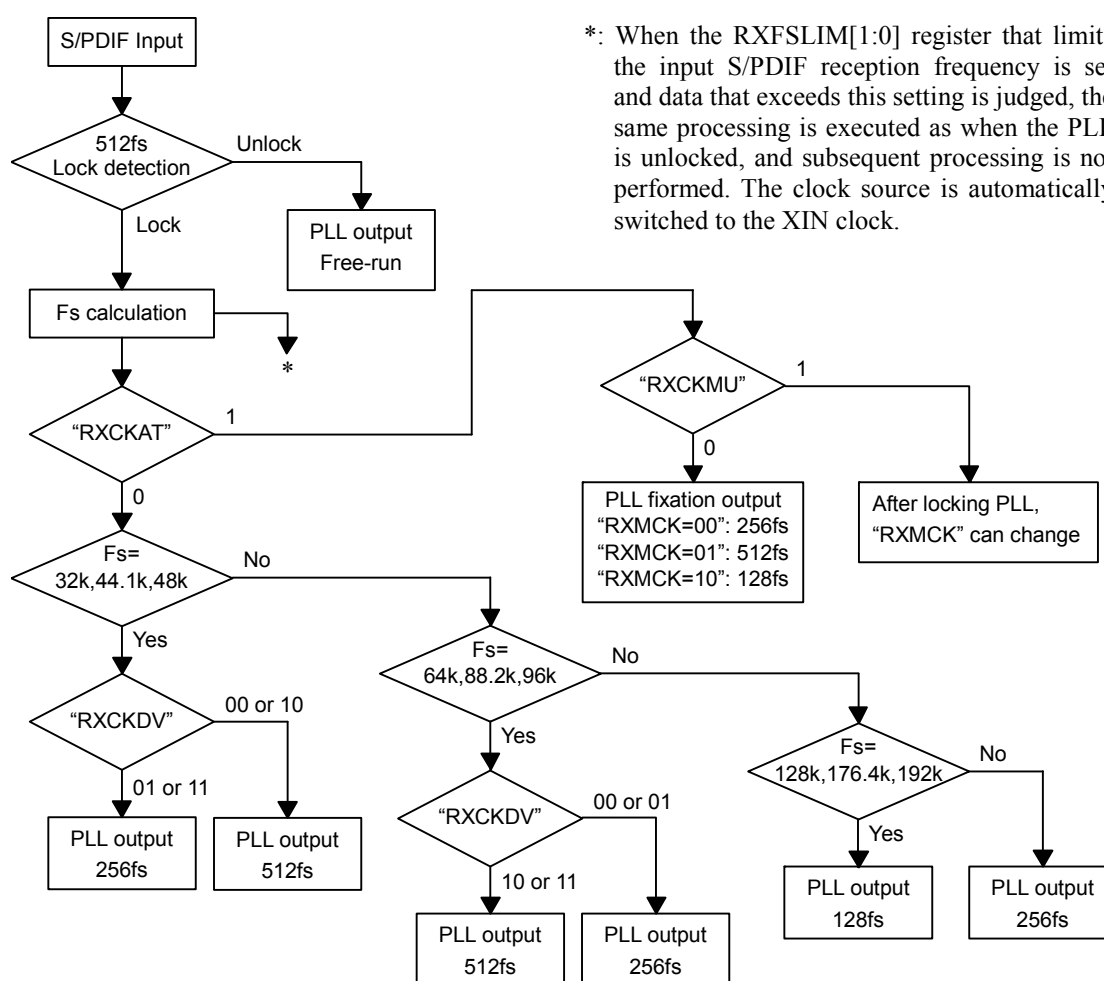 S/PDIF Input
*: When the RXFSLIM[1:0] register that limit
the input S/PDIF reception frequency is se
and data that exceeds this setting is judged, the
same processing is executed as when the PLL
is unlocked, and subsequent processing is no
performed. The clock source is automatically
switched to the XIN clock.
512fs
Lock detection
Unlock
Lock
PLL output
Free-run
Fs calculation
*
"RXCKAT"
1
0
"RXCKMU"
1
0
PLL fixation output
"RXMCK=00": 256fs
"RXMCK=01": 512fs
"RXMCK=10": 128fs
After locking PLL,
"RXMCK" can change
Fs=
32k,44.1k,48k
No
Yes
"RXCKDV"
00 or 10
01 or 11
PLL output
256fs
PLL output
512fs
Fs=
64k,88.2k,96k
No
Yes
"RXCKDV"
00 or 01
10 or 11
PLL output
512fs
PLL output
256fs
Fs=
128k,176.4k,192k
No
Yes
PLL output
128fs
PLL output
256fs